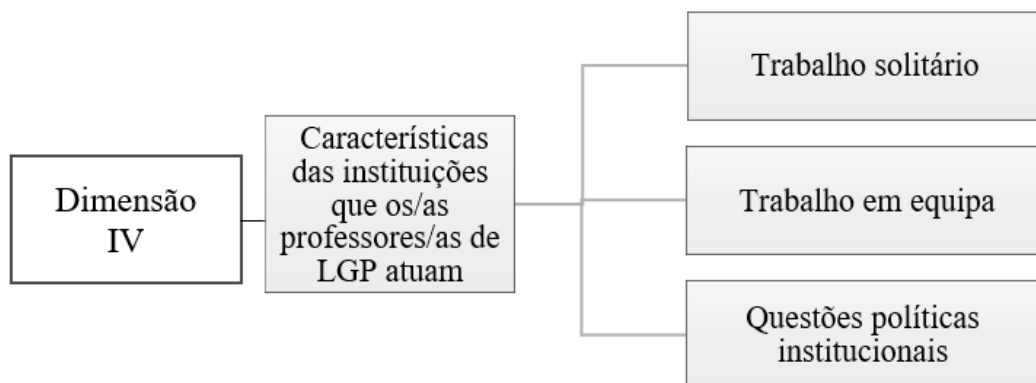 Dimensão
IV
Características
das instituições
que os/as
professores/as de
LGP atuam
Trabalho solitário
Trabalho em equipa
Questões políticas
institucionais